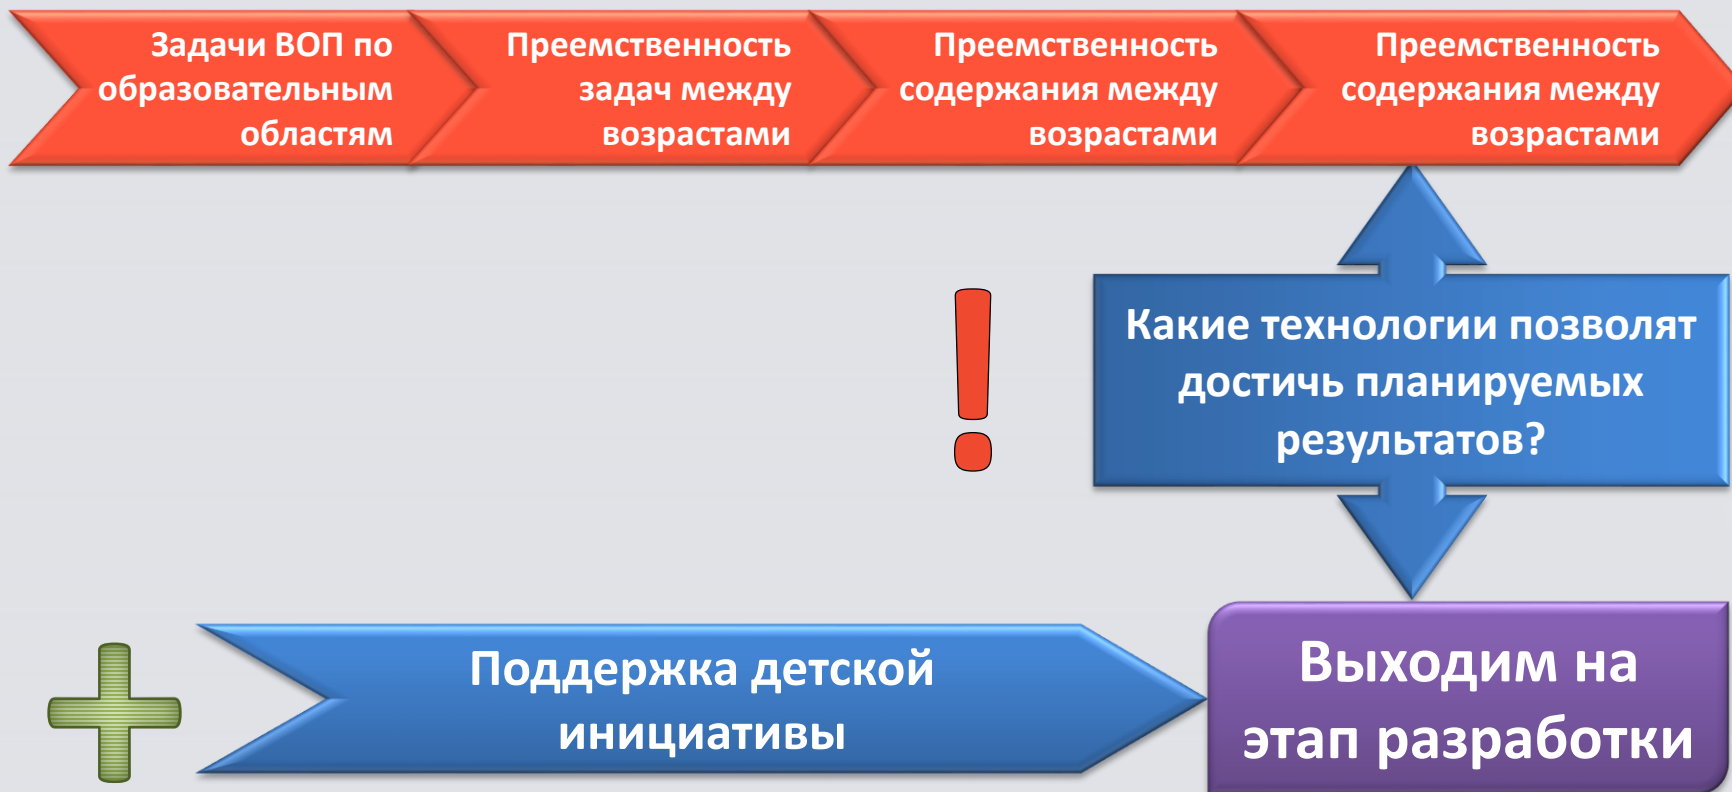 Задачи ВОП по
образовательным
областям
Преемственность
задач между
возрастами
Преемственность
содержания между
возрастами
Преемственность
содержания между
возрастами
!
Какие технологии позволят
достичь планируемых
результатов?
Поддержка детской
инициативы
Выходим на
этап разработки